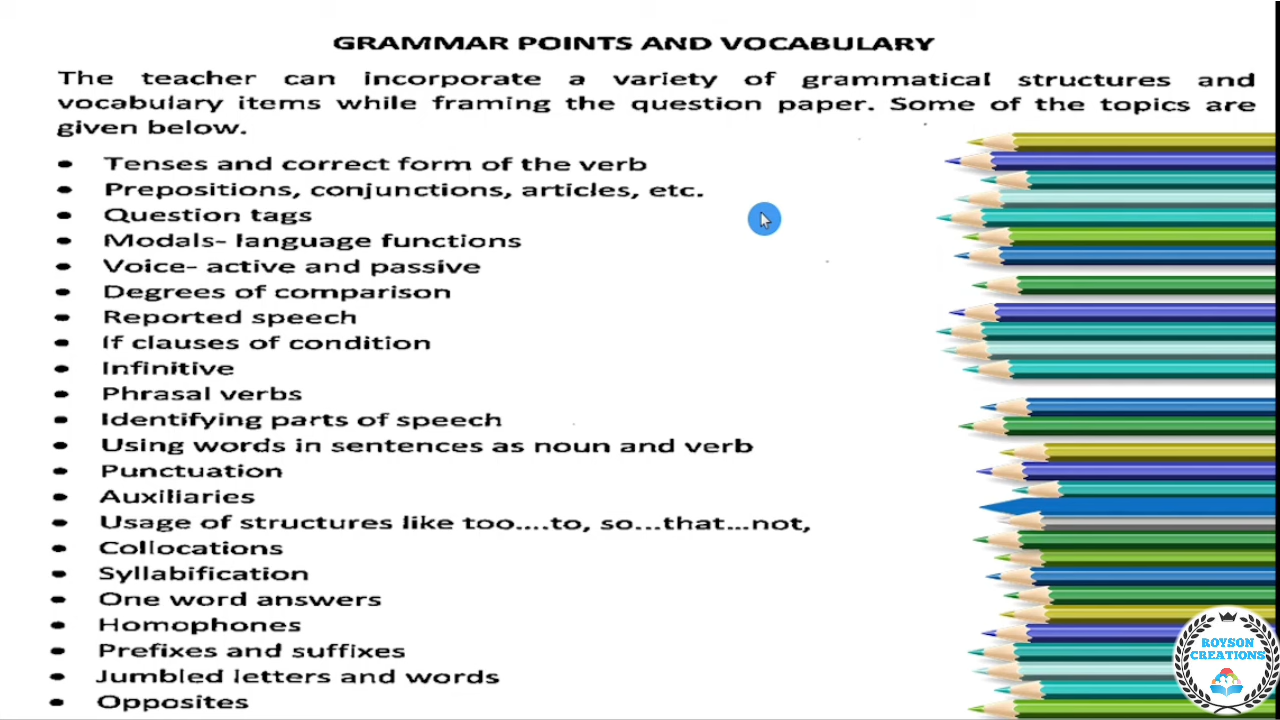 GRAMMAR POINTS AND VOCABULARY
The teacher can incorporate a variety of grammatical structures and
vocabulary items while framing the question paper. Some of the topics are
given below.
• Tenses and correct form of the verb
• Prepositions, conjunctions, articles, etc.
• Question tags
• Modals- language functions
• Voice- active and passive
• Degrees of comparison
• Reported speech
• If clauses of condition
• Infinitive
• Phrasal verbs
• Identifying parts of speech
• Using words in sentences as noun and verb
• Punctuation
• Auxiliaries
• Usage of structures like too....to, so...that...not,
• Collocations
• Syllabification
• One word answers
• Homophones
• Prefixes and suffixes
• Jumbled letters and words
• Opposites
ROYSON
CREATIONS